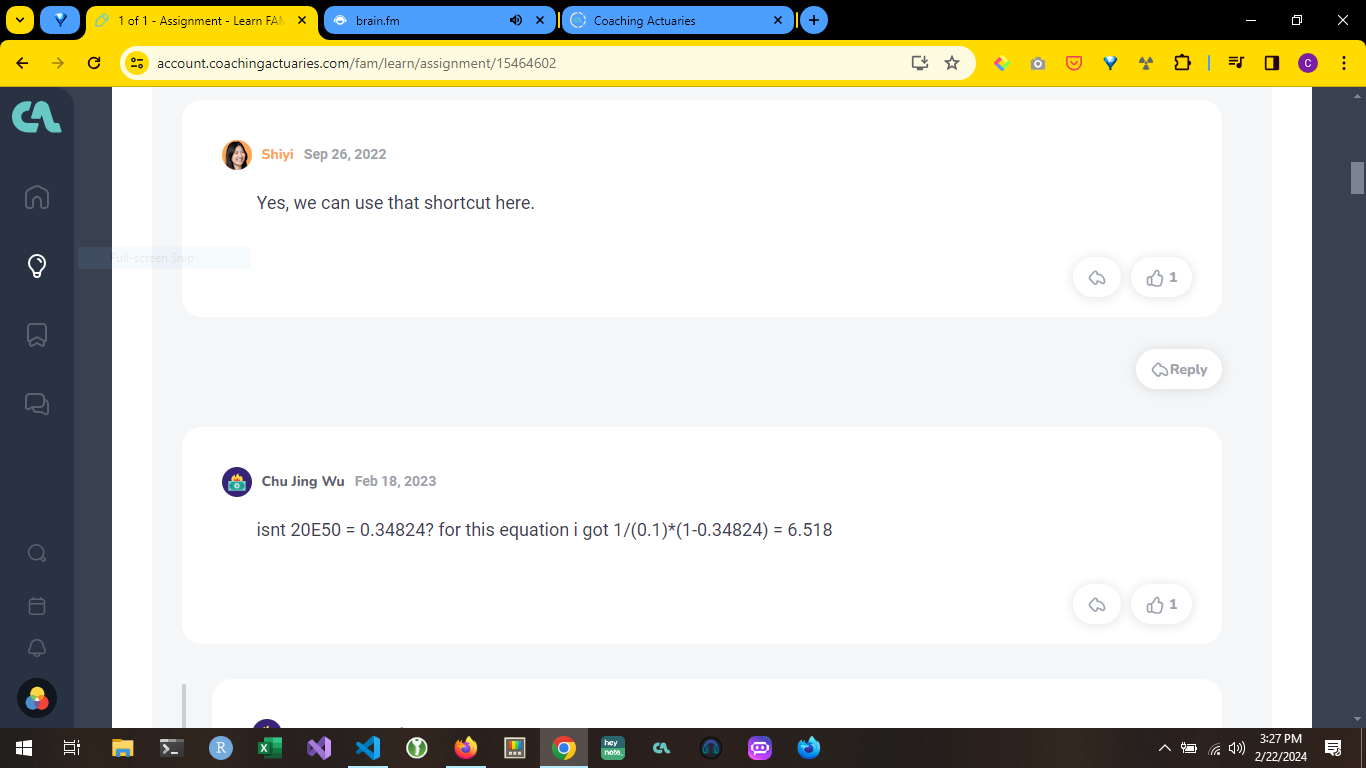 1 of 1 - Assignment - Learn FAM
brain.fm
Coaching Actuaries
account.coachingactuaries.com/fam/learn/assignment/15464602
C
CA
Shiyi Sep 26, 2022
Yes, we can use that shortcut here.
Full-screen Snip
1
Reply
Chu Jing Wu Feb 18, 2023
isnt 20E50 = 0.34824? for this equation i got 1/(0.1)*(1-0.34824) = 6.518
1
R
hey
note
CA
3:27 PM
2/22/2024